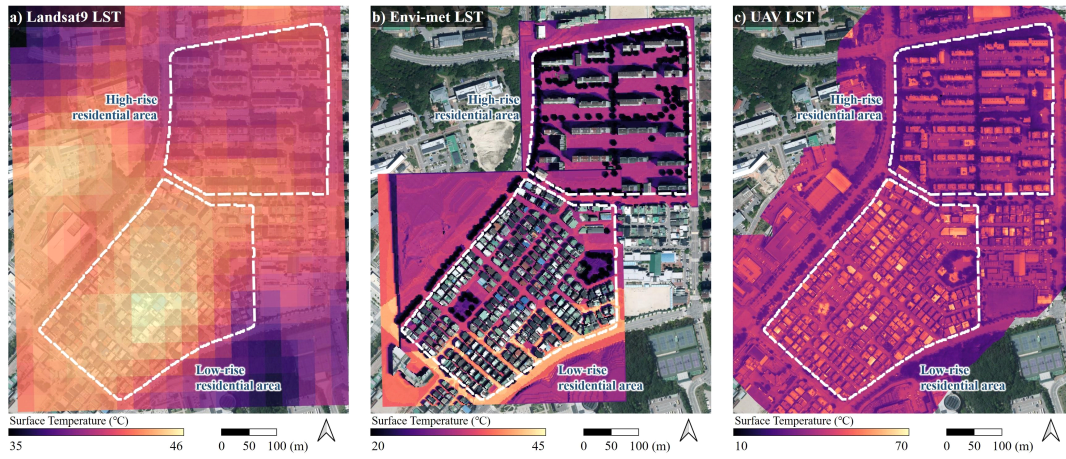 a) Landsat9 LST
High-rise
residential area
Low-rise
residential area
Surface Temperature (℃)
35
46
0
50
100 (m)
b) Envi-met LST
High-rise
residential area
Low-rise
residential area
Surface Temperature (℃)
20
45
0
50
100 (m)
c) UAV LST
High-rise
residential area
Low-rise
residential area
Surface Temperature (℃)
10
70
0
50
100 (m)